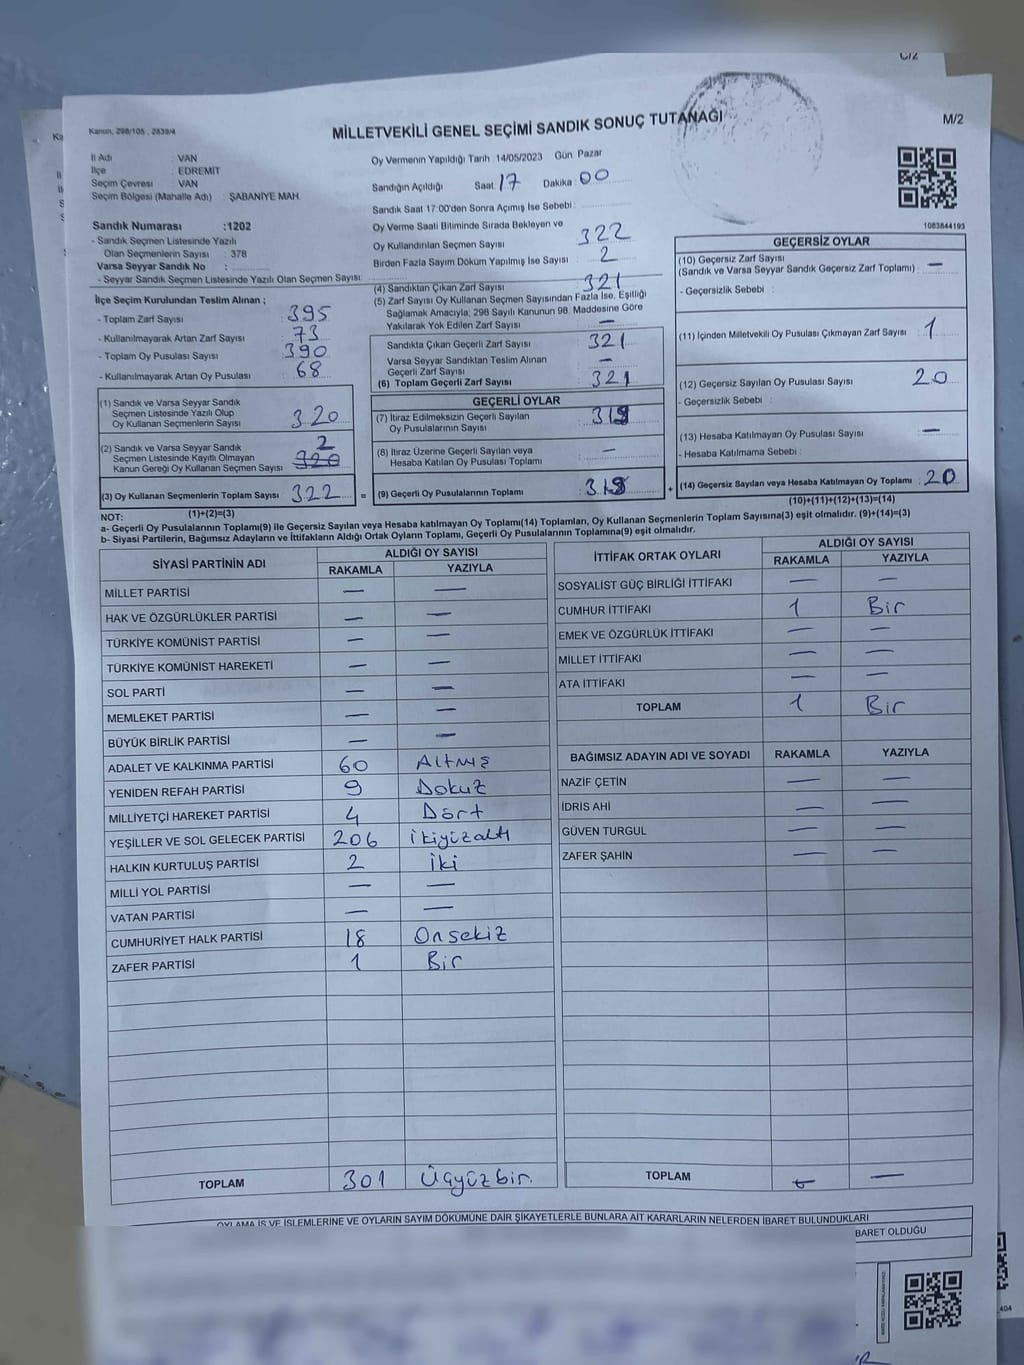 C/2
Kanun, 298/105 , 2839/4
MİLLETVEKİLİ GENEL SEÇİMİ SANDIK SONUÇ TUTANAĞI
M/2
İl Adı : VAN
İlçe : EDREMİT
Seçim Çevresi : VAN
Seçim Bölgesi (Mahalle Adı) : ŞABANİYE MAH.
Sandık Numarası :1202
- Sandık Seçmen Listesinde Yazılı
Olan Seçmenlerin Sayısı : 378
Varsa Seyyar Sandık No :
- Seyyar Sandık Seçmen Listesinde Yazılı Olan Seçmen Sayısı:
Oy Vermenin Yapıldığı Tarih :14/05/2023 Gün: Pazar
Sandığın Açıldığı Saat: 17 Dakika: 00
Sandık Saat 17:00'den Sonra Açımış İse Sebebi:
Oy Verme Saati Bitiminde Sırada Bekleyen ve
Oy Kullandırılan Seçmen Sayısı : 322
Birden Fazla Sayım Döküm Yapılmış İse Sayısı : 2
1083844193
İlçe Seçim Kurulundan Teslim Alınan ;
- Toplam Zarf Sayısı : 395
- Kullanılmayarak Artan Zarf Sayısı : 73
- Toplam Oy Pusulası Sayısı : 390
- Kullanılmayarak Artan Oy Pusulası : 68
(4) Sandıktan Çıkan Zarf Sayısı : 321
(5) Zarf Sayısı Oy Kullanan Seçmen Sayısından Fazla İse, Eşitliği
Sağlamak Amacıyla; 298 Sayılı Kanunun 98. Maddesine Göre
Yakılarak Yok Edilen Zarf Sayısı : —
Sandıkta Çıkan Geçerli Zarf Sayısı : 321
Varsa Seyyar Sandıktan Teslim Alınan
Geçerli Zarf Sayısı : —
(6) Toplam Geçerli Zarf Sayısı : 321
GEÇERSİZ OYLAR
(10) Geçersiz Zarf Sayısı
(Sandık ve Varsa Seyyar Sandık Geçersiz Zarf Toplamı) : —
- Geçersizlik Sebebi :
(11) İçinden Milletvekili Oy Pusulası Çıkmayan Zarf Sayısı : 1
(12) Geçersiz Sayılan Oy Pusulası Sayısı : 20
- Geçersizlik Sebebi :
(13) Hesaba Katılmayan Oy Pusulası Sayısı : —
- Hesaba Katılmama Sebebi :
(14) Geçersiz Sayılan veya Hesaba Katılmayan Oy Toplamı : 20
(10)+(11)+(12)+(13)=(14)
(1) Sandık ve Varsa Seyyar Sandık
Seçmen Listesinde Yazılı Olup
Oy Kullanan Seçmenlerin Sayısı : 320
(2) Sandık ve Varsa Seyyar Sandık
Seçmen Listesinde Kayıtlı Olmayan
Kanun Gereği Oy Kullanan Seçmen Sayısı : 2
(3) Oy Kullanan Seçmenlerin Toplam Sayısı : 322
(1)+(2)=(3)
GEÇERLİ OYLAR
(7) İtiraz Edilmeksizin Geçerli Sayılan
Oy Pusulalarının Sayısı :
(8) İtiraz Üzerine Geçerli Sayılan veya
Hesaba Katılan Oy Pusulası Toplamı : —
(9) Geçerli Oy Pusulalarının Toplamı :
NOT:
a- Geçerli Oy Pusulalarının Toplamı(9) ile Geçersiz Sayılan veya Hesaba katılmayan Oy Toplamı(14) Toplamları, Oy Kullanan Seçmenlerin Toplam Sayısına(3) eşit olmalıdır. (9)+(14)=(3)
b- Siyasi Partilerin, Bağımsız Adayların ve İttifakların Aldığı Ortak Oyların Toplamı, Geçerli Oy Pusulalarının Toplamına(9) eşit olmalıdır.
SİYASİ PARTİNİN ADI ALDIĞI OY SAYISI
RAKAMLA YAZIYLA
MİLLET PARTİSİ — —
HAK VE ÖZGÜRLÜKLER PARTİSİ — —
TÜRKİYE KOMÜNİST PARTİSİ — —
TÜRKİYE KOMÜNİST HAREKETİ — —
SOL PARTİ — —
MEMLEKET PARTİSİ — —
BÜYÜK BİRLİK PARTİSİ — —
ADALET VE KALKINMA PARTİSİ 60 Altmış
YENİDEN REFAH PARTİSİ 9 Dokuz
MİLLİYETÇİ HAREKET PARTİSİ 4 Dört
YEŞİLLER VE SOL GELECEK PARTİSİ 206 İkiyüzaltı
HALKIN KURTULUŞ PARTİSİ 2 İki
MİLLİ YOL PARTİSİ — —
VATAN PARTİSİ — —
CUMHURİYET HALK PARTİSİ 18 Onsekiz
ZAFER PARTİSİ 1 Bir
TOPLAM 301 Üçyüzbir.
İTTİFAK ORTAK OYLARI ALDIĞI OY SAYISI
RAKAMLA YAZIYLA
SOSYALİST GÜÇ BİRLİĞİ İTTİFAKI — —
CUMHUR İTTİFAKI 1 Bir
EMEK VE ÖZGÜRLÜK İTTİFAKI — —
MİLLET İTTİFAKI — —
ATA İTTİFAKI — —
TOPLAM 1 Bir
BAĞIMSIZ ADAYIN ADI VE SOYADI RAKAMLA YAZIYLA
NAZİF ÇETİN — —
İDRİS AHİ — —
GÜVEN TURGUL — —
ZAFER ŞAHİN — —
TOPLAM —
OYLAMA İŞ VE İŞLEMLERİNE VE OYLARIN SAYIM DÖKÜMÜNE DAİR ŞİKAYETLERLE BUNLARA AİT KARARLARIN NELERDEN İBARET BULUNDUKLARI
BARET OLDUĞU
404